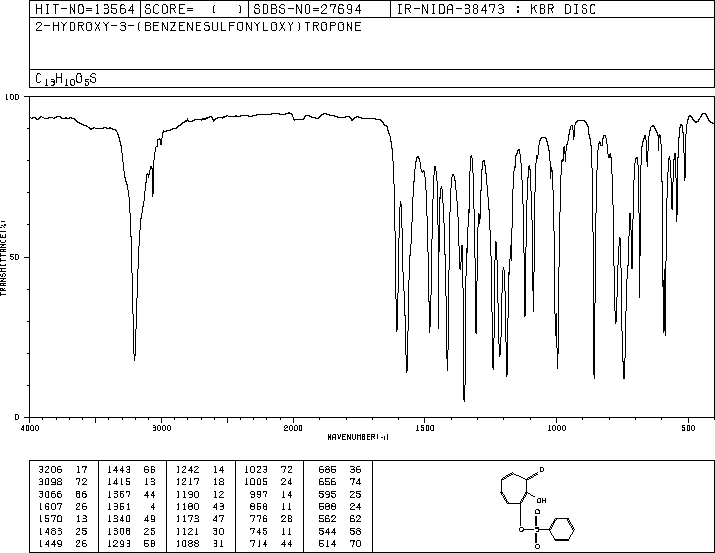 HIT-NO=13564 SCORE= ( ) SDBS-NO=27694 IR-NIDA-38473 : KBR DISC
2-HYDROXY-3-(BENZENESULFONYLOXY)TROPONE
C13H10O5S
100
50
0
TRANSMITTANCE(%)
4000 3000 2000 1500 1000 500
WAVENUMBER(-1)
3206 17 1443 66 1242 14 1023 72 686 36
3098 72 1415 13 1217 18 1005 24 656 74
3066 66 1367 44 1190 12 997 14 595 25
1607 26 1361 4 1180 43 860 11 588 24
1570 13 1340 49 1173 47 776 28 562 62
1483 25 1308 25 1121 30 745 11 544 58
1449 26 1293 60 1088 31 714 44 514 70
O
OH
O
O S
O